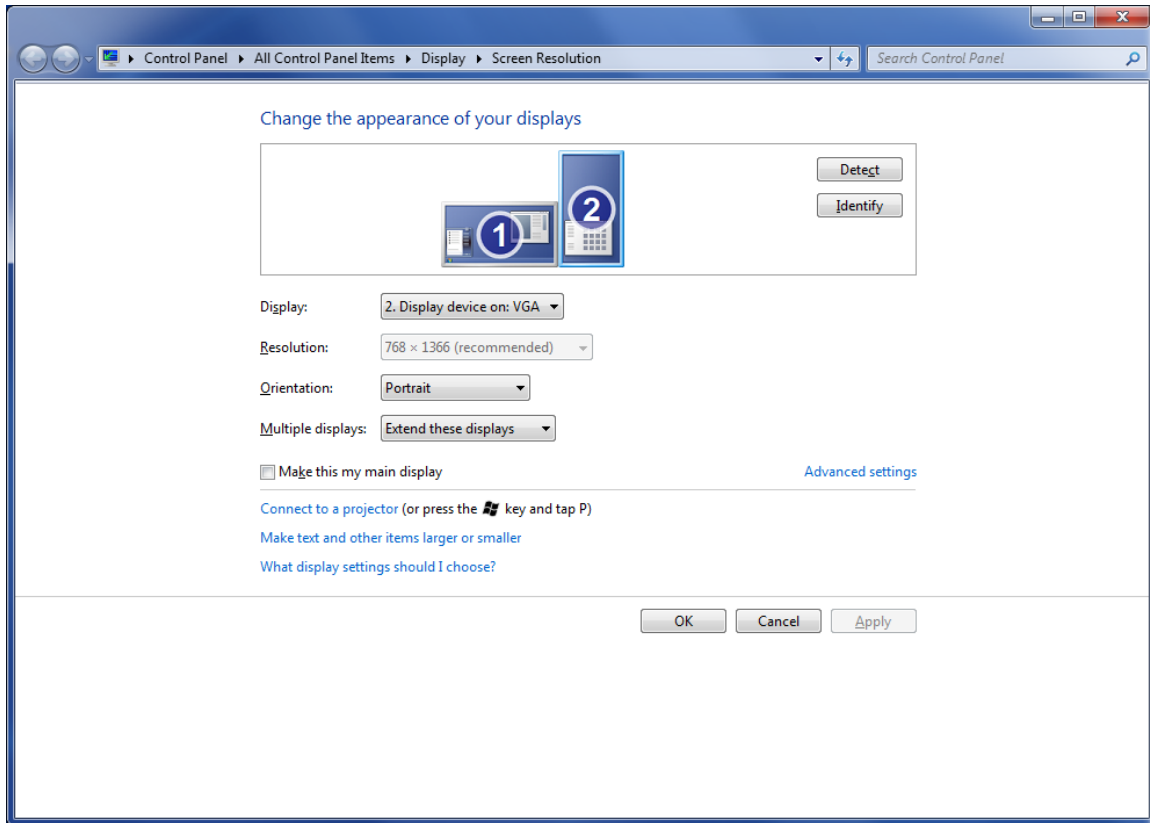 Control Panel ▸ All Control Panel Items ▸ Display ▸ Screen Resolution
Search Control Panel
Change the appearance of your displays
1
2
Detect
Identify
Display: 2. Display device on: VGA
Resolution: 768 × 1366 (recommended)
Orientation: Portrait
Multiple displays: Extend these displays
Make this my main display Advanced settings
Connect to a projector (or press the key and tap P)
Make text and other items larger or smaller
What display settings should I choose?
OK Cancel Apply